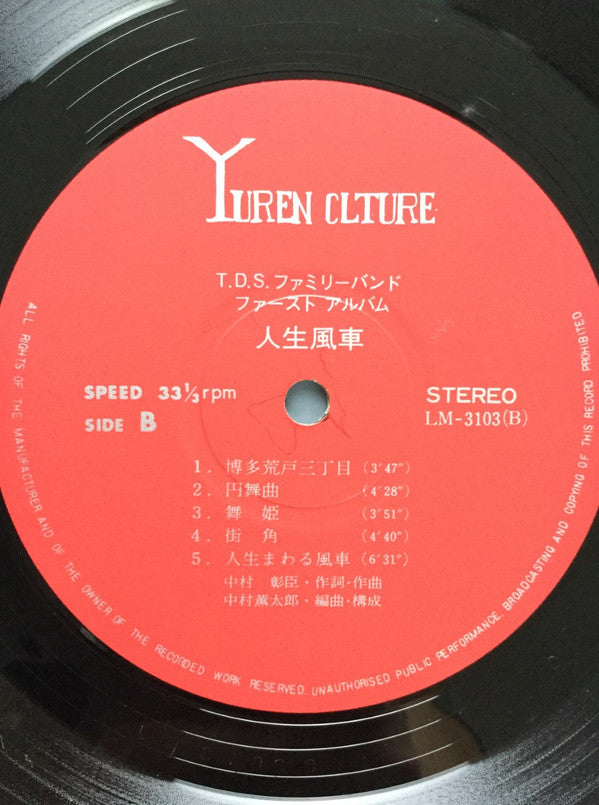 YUREN CLTURE
T.D.S.ファミリーバンド
ファースト アルバム
人生風車
SPEED 33⅓rpm
SIDE B
STEREO
LM-3103(B)
1. 博多荒戸三丁目 (3'47")
2. 円舞曲 (4'28")
3. 舞 姫 (3'51")
4. 街 角 (4'40")
5. 人生まわる風車 (6'31")
中村 彰臣・作詞・作曲
中村薫太郎・編曲・構成
ALL RIGHTS OF THE MANUFACTURER AND OF THE OWNER OF THE RECORDED WORK RESERVED. UNAUTHORISED PUBLIC PERFORMANCE, BROADCASTING AND COPYING OF THIS RECORD PROHIBITED